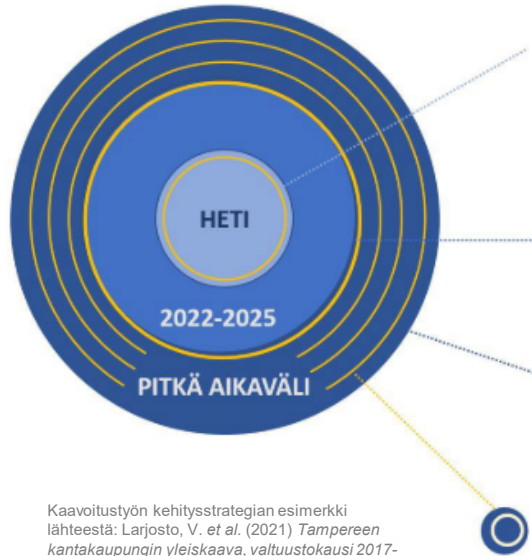 HETI
2022-2025
PITKÄ AIKAVÄLI
Kaavoitustyön kehitysstrategian esimerkki
lähteestä: Larjosto, V. et al. (2021) Tampereen
kantakaupungin yleiskaava, valtuustokausi 2017-